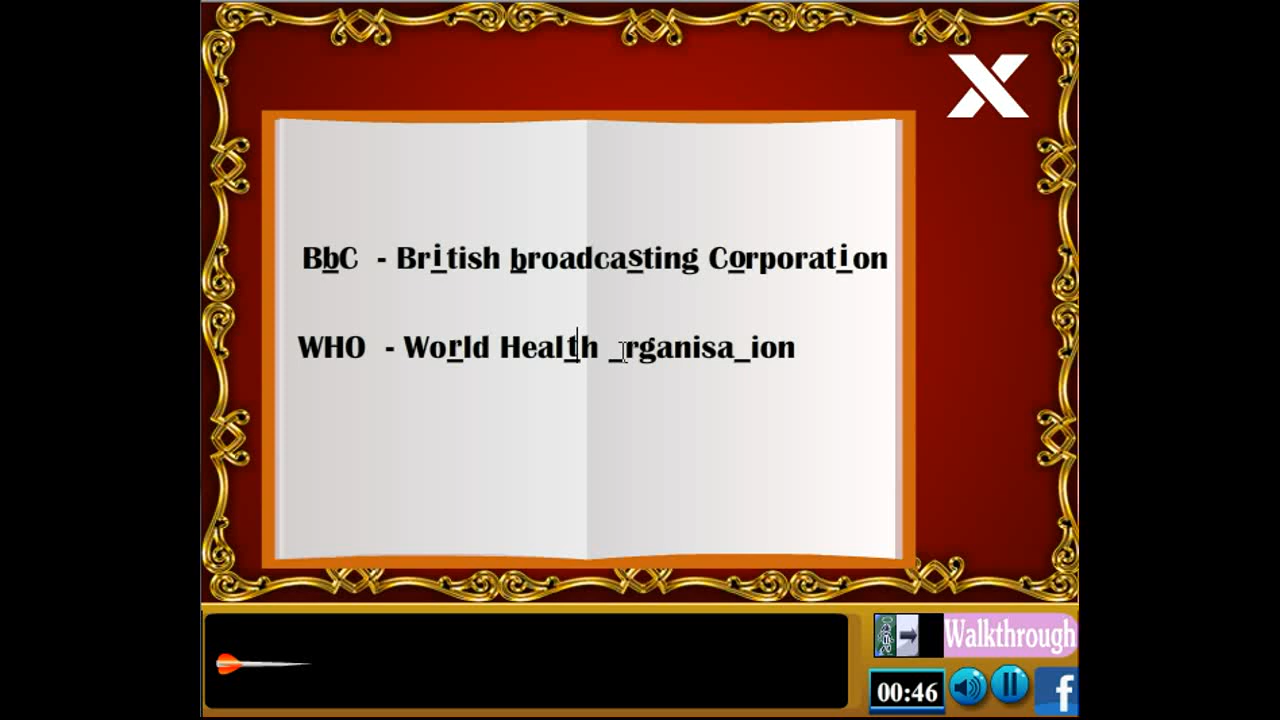 BbC - British broadcasting Corporation
WHO - World Health _rganisa_ion
Walkthrough
00:46
f